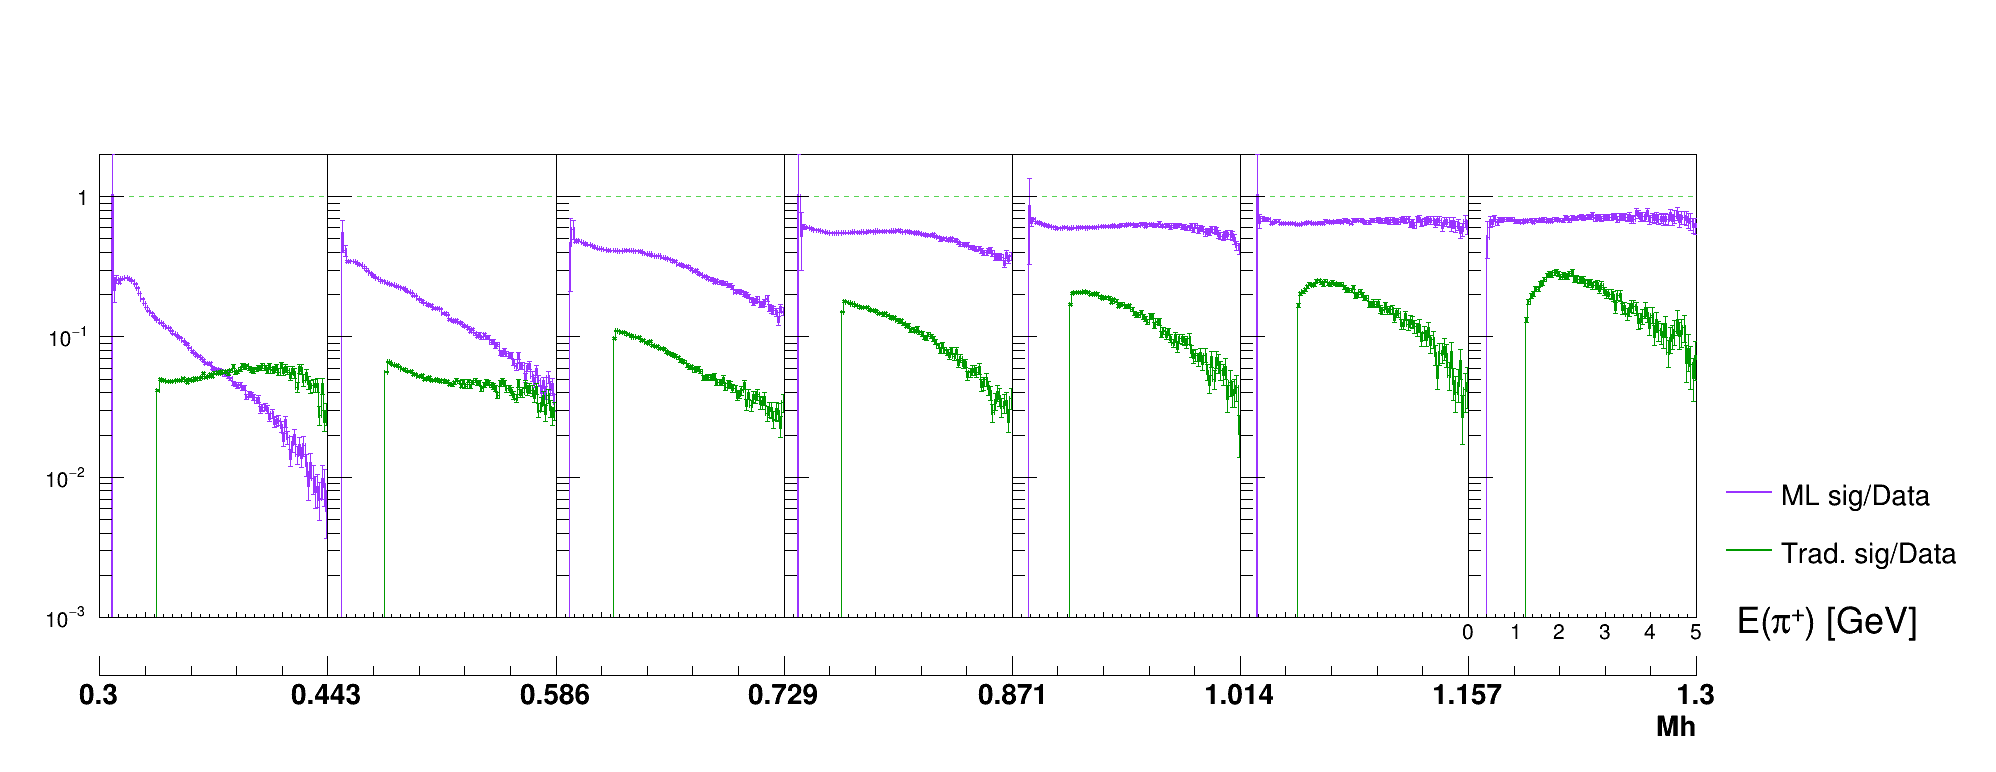 1
10⁻¹
10⁻²
10⁻³
ML sig/Data
Trad. sig/Data
E(π⁺) [GeV]
0 1 2 3 4 5
0.3 0.443 0.586 0.729 0.871 1.014 1.157 1.3
Mh